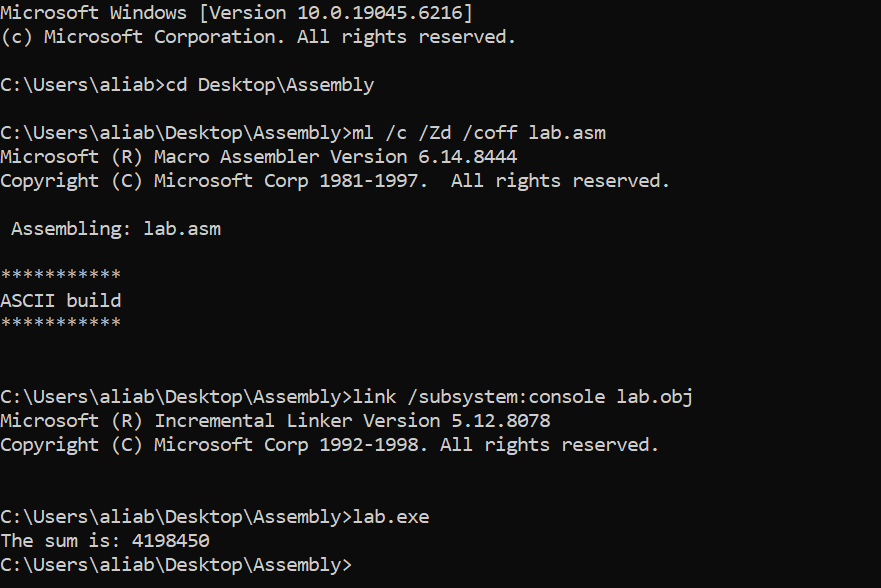 Microsoft Windows [Version 10.0.19045.6216]
(c) Microsoft Corporation. All rights reserved.
C:\Users\aliab>cd Desktop\Assembly
C:\Users\aliab\Desktop\Assembly>ml /c /Zd /coff lab.asm
Microsoft (R) Macro Assembler Version 6.14.8444
Copyright (C) Microsoft Corp 1981-1997.  All rights reserved.
 Assembling: lab.asm
***********
ASCII build
***********
C:\Users\aliab\Desktop\Assembly>link /subsystem:console lab.obj
Microsoft (R) Incremental Linker Version 5.12.8078
Copyright (C) Microsoft Corp 1992-1998. All rights reserved.
C:\Users\aliab\Desktop\Assembly>lab.exe
The sum is: 4198450
C:\Users\aliab\Desktop\Assembly>